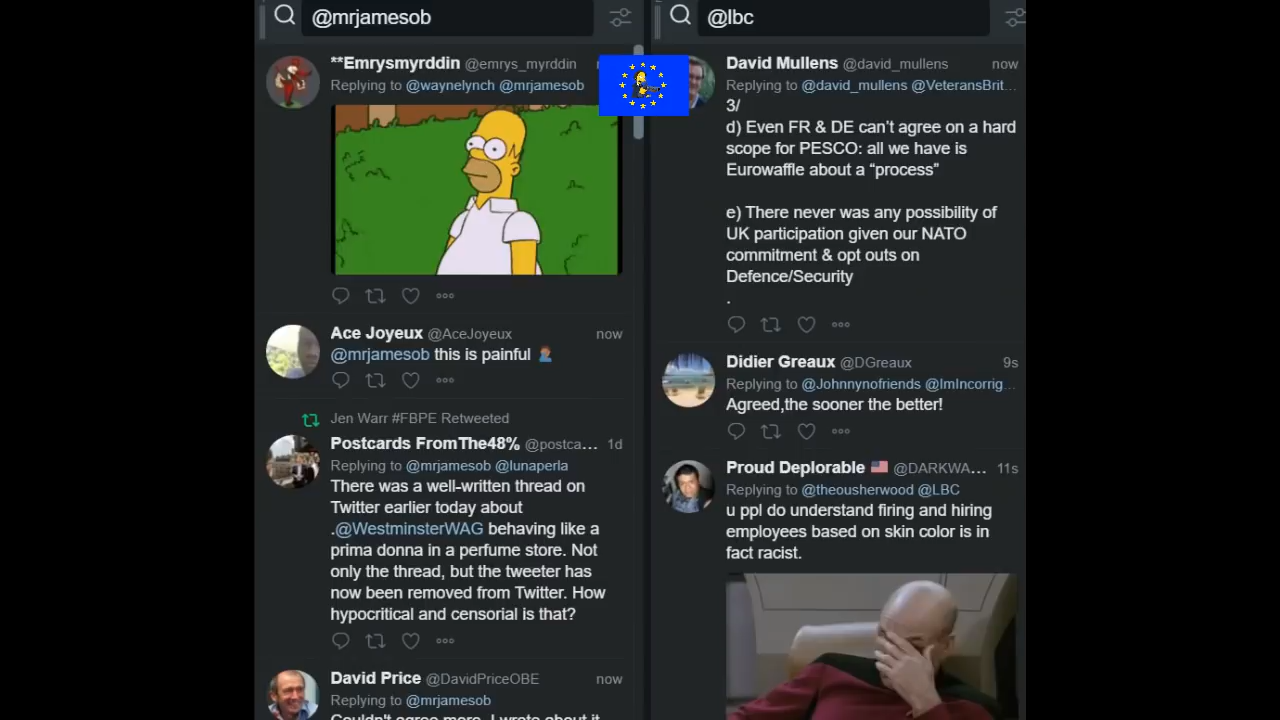 @mrjamesob
**Emrysmyrddin @emrys_myrddin
Replying to @waynelynch @mrjamesob
Ace Joyeux @AceJoyeux now
@mrjamesob this is painful
Jen Warr #FBPE Retweeted
Postcards FromThe48% @postca... 1d
Replying to @mrjamesob @lunaperla
There was a well-written thread on
Twitter earlier today about
.@WestminsterWAG behaving like a
prima donna in a perfume store. Not
only the thread, but the tweeter has
now been removed from Twitter. How
hypocritical and censorial is that?
David Price @DavidPriceOBE now
Replying to @mrjamesob
Couldn't agree more. I wrote about it
@lbc
David Mullens @david_mullens now
Replying to @david_mullens @VeteransBrit...
3/
d) Even FR & DE can’t agree on a hard
scope for PESCO: all we have is
Eurowaffle about a “process”
e) There never was any possibility of
UK participation given our NATO
commitment & opt outs on
Defence/Security
.
Didier Greaux @DGreaux 9s
Replying to @Johnnynofriends @ImIncorrig...
Agreed,the sooner the better!
Proud Deplorable @DARKWA... 11s
Replying to @theousherwood @LBC
u ppl do understand firing and hiring
employees based on skin color is in
fact racist.